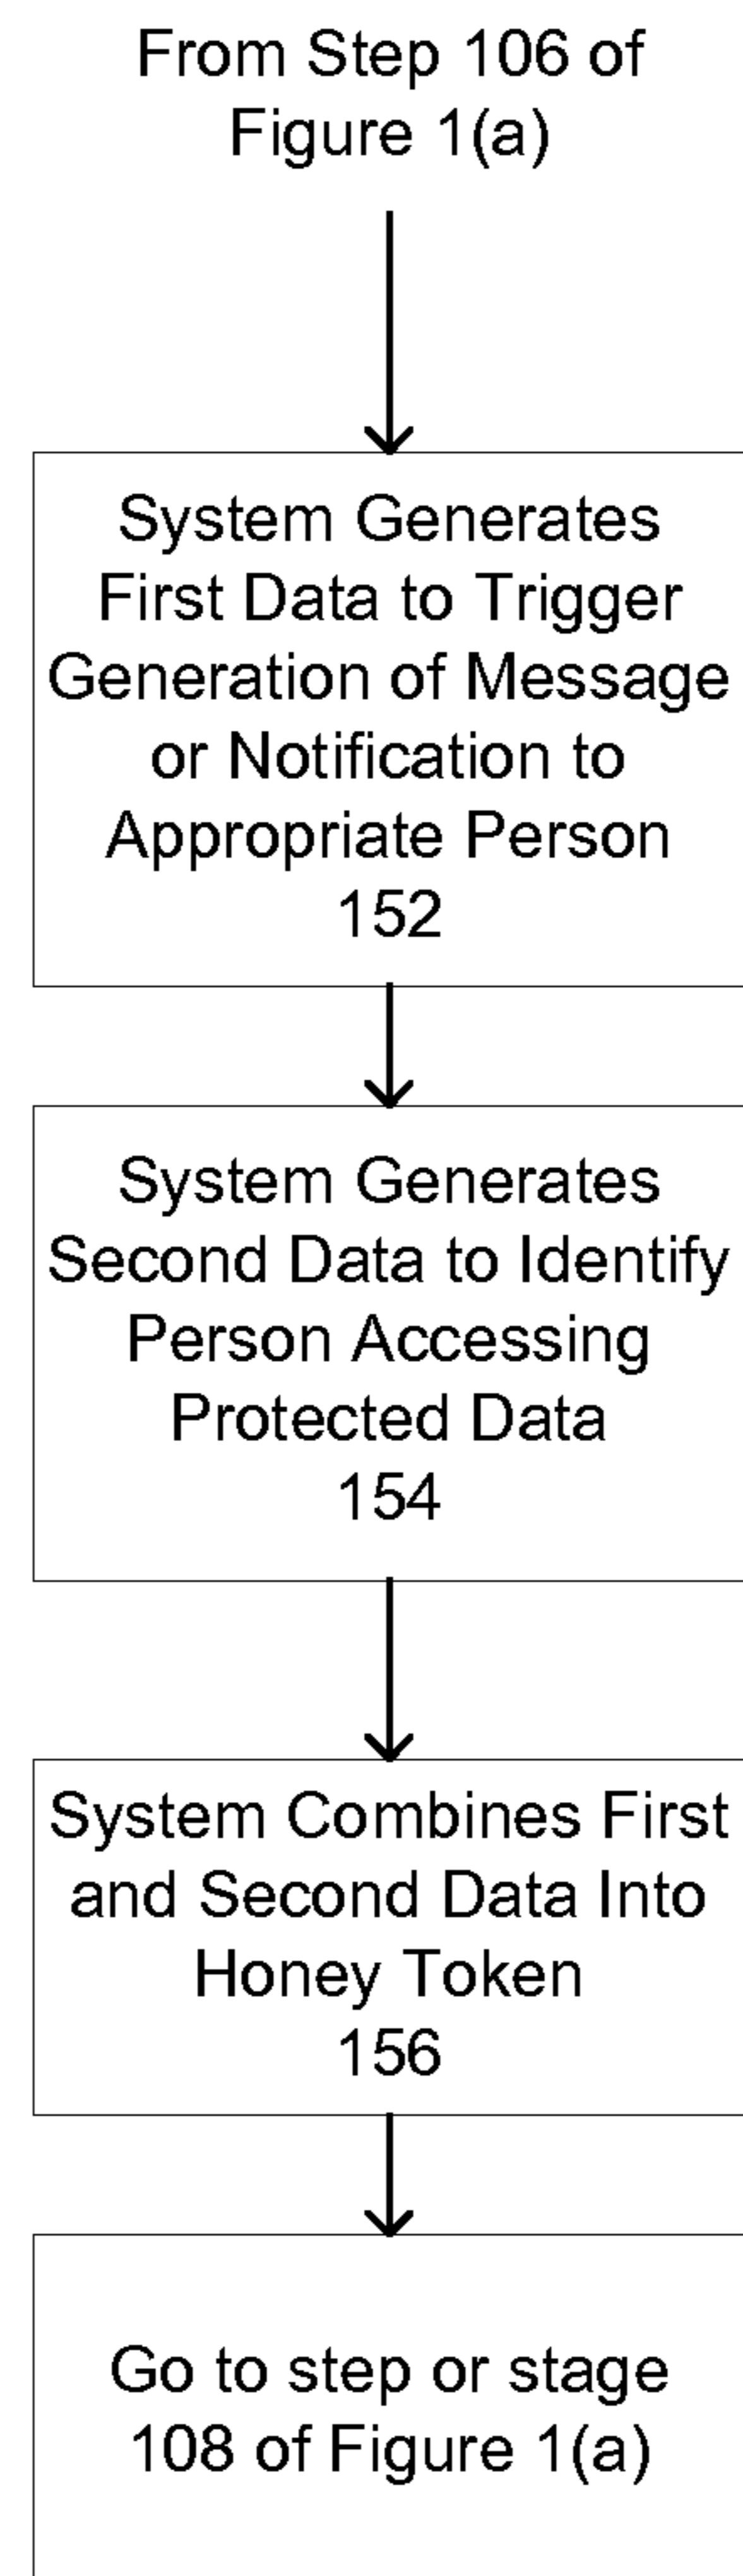 From Step 106 of
Figure 1(a)
System Generates
First Data to Trigger
Generation of Message
or Notification to
Appropriate Person
152
System Generates
Second Data to Identify
Person Accessing
Protected Data
154
System Combines First
and Second Data Into
Honey Token
156
Go to step or stage
108 of Figure 1(a)